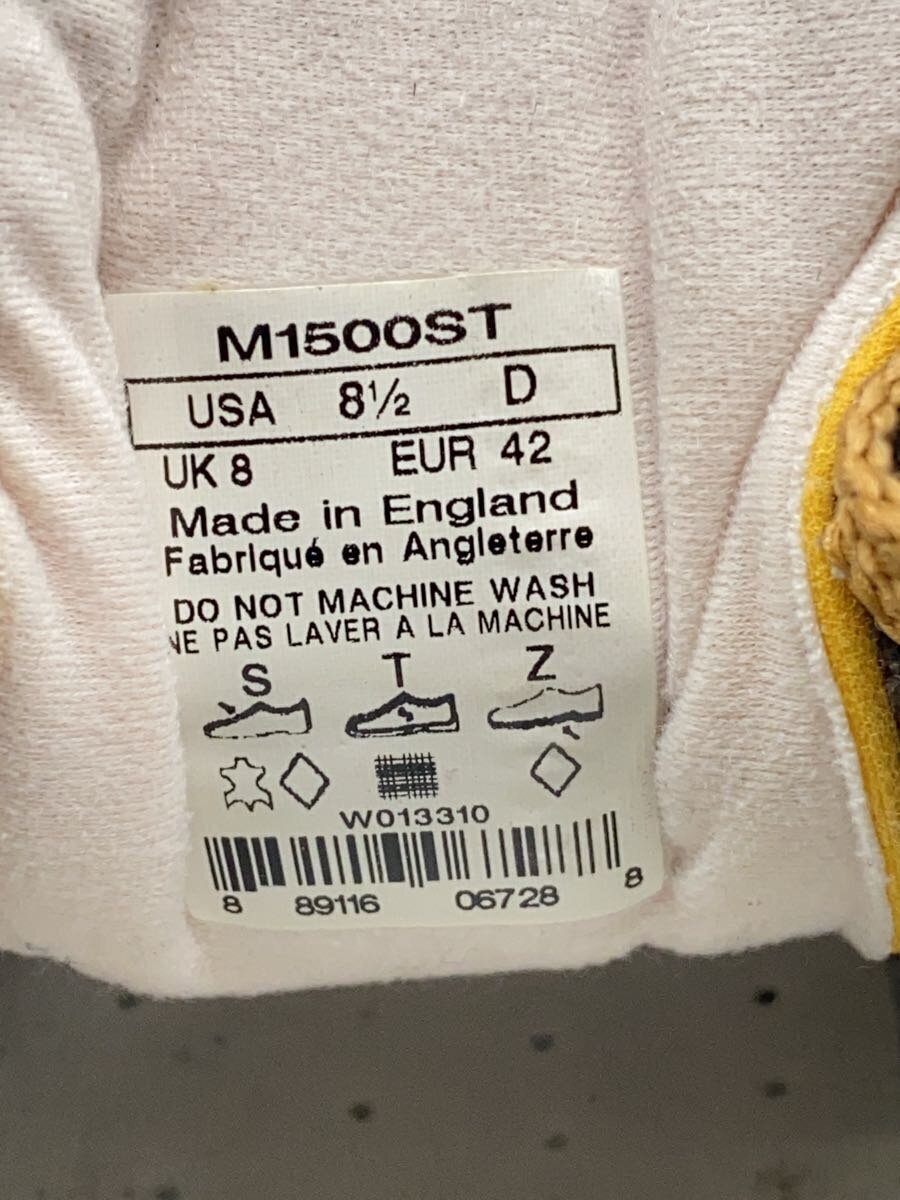 M1500ST
USA 8½ D
UK 8 EUR 42
Made in England
Fabriqué en Angleterre
DO NOT MACHINE WASH
NE PAS LAVER A LA MACHINE
S T Z
W013310
8 89116 06728 8